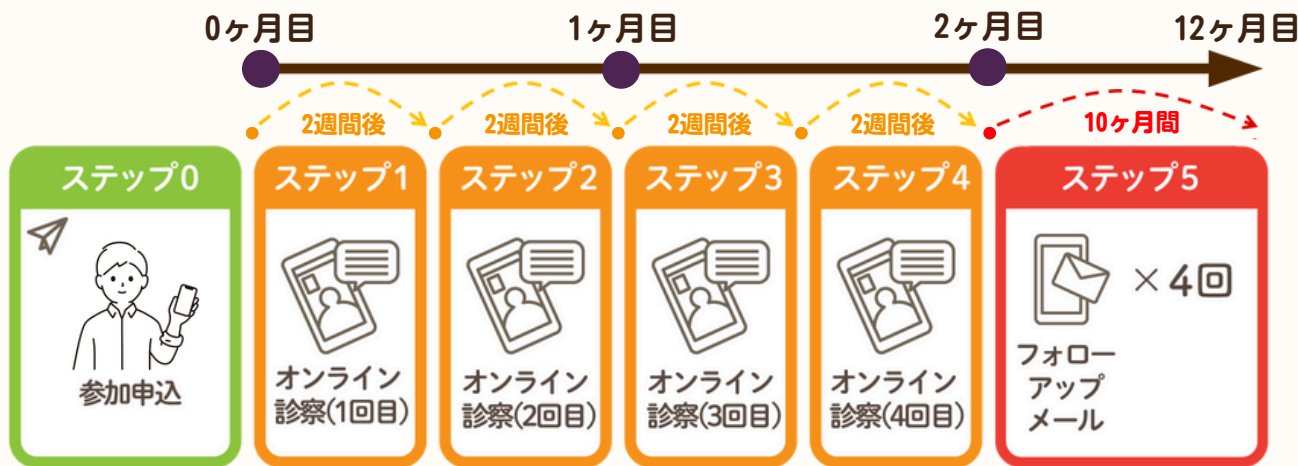 0ヶ月目
1ヶ月目
2ヶ月目
12ヶ月目
2週間後
2週間後
2週間後
2週間後
10ヶ月間
ステップ0
参加申込
ステップ1
オンライン
診察(1回目)
ステップ2
オンライン
診察(2回目)
ステップ3
オンライン
診察(3回目)
ステップ4
オンライン
診察(4回目)
ステップ5
×4回
フォロー
アップ
メール